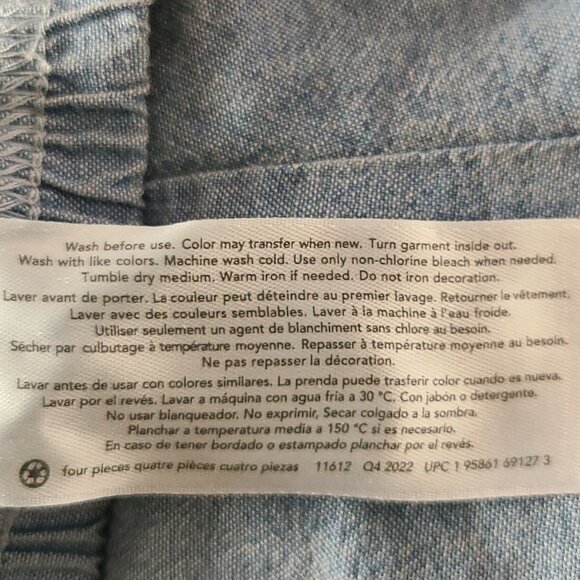 Wash before use. Color may transfer when new. Turn garment inside out.
Wash with like colors. Machine wash cold. Use only non-chlorine bleach when needed.
Tumble dry medium. Warm iron if needed. Do not iron decoration.
Laver avant de porter. La couleur peut déteindre au premier lavage. Retourner le vêtement.
Laver avec des couleurs semblables. Laver à la machine à l'eau froide.
Utiliser seulement un agent de blanchiment sans chlore au besoin.
Sécher par culbutage à température moyenne. Repasser à température moyenne au besoin.
Ne pas repasser la décoration.
Lavar antes de usar con colores similares. La prenda puede trasferir color cuando es nueva.
Lavar por el revés. Lavar a máquina con agua fría a 30 °C. Con jabón o detergente.
No usar blanqueador. No exprimir, Secar colgado a la sombra.
Planchar a temperatura media a 150 °C si es necesario.
En caso de tener bordado o estampado planchar por el revés.
four pieces quatre pièces cuatro piezas 11612 Q4 2022 UPC 1 95861 69127 3